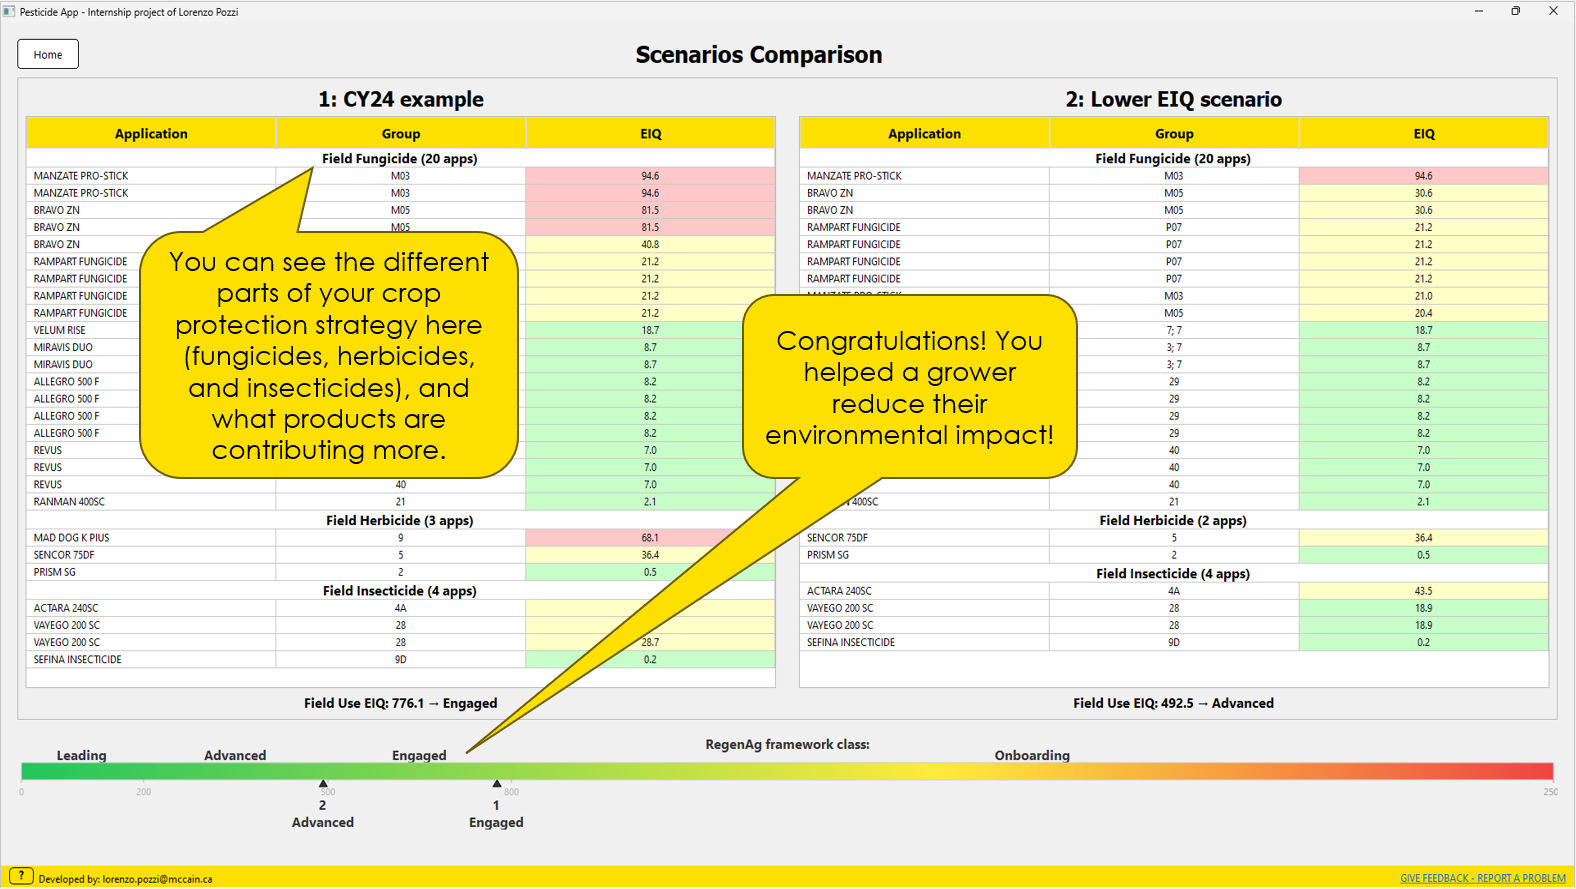 Pesticide App - Internship project of Lorenzo Pozzi
Home
Scenarios Comparison
1: CY24 example
Application Group EIQ
Field Fungicide (20 apps)
MANZATE PRO-STICK M03 94.6
MANZATE PRO-STICK M03 94.6
BRAVO ZN M05 81.5
BRAVO ZN M05 81.5
BRAVO ZN 40.8
RAMPART FUNGICIDE 21.2
RAMPART FUNGICIDE 21.2
RAMPART FUNGICIDE 21.2
RAMPART FUNGICIDE 21.2
VELUM RISE 18.7
MIRAVIS DUO 8.7
MIRAVIS DUO 8.7
ALLEGRO 500 F 8.2
ALLEGRO 500 F 8.2
ALLEGRO 500 F 8.2
ALLEGRO 500 F 8.2
REVUS 7.0
REVUS 7.0
REVUS 40 7.0
RANMAN 400SC 21 2.1
Field Herbicide (3 apps)
MAD DOG K PIUS 9 68.1
SENCOR 75DF 5 36.4
PRISM SG 2 0.5
Field Insecticide (4 apps)
ACTARA 240SC 4A
VAYEGO 200 SC 28
VAYEGO 200 SC 28 28.7
SEFINA INSECTICIDE 9D 0.2
Field Use EIQ: 776.1 → Engaged
You can see the different
parts of your crop
protection strategy here
(fungicides, herbicides,
and insecticides), and
what products are
contributing more.
2: Lower EIQ scenario
Application Group EIQ
Field Fungicide (20 apps)
MANZATE PRO-STICK M03 94.6
BRAVO ZN M05 30.6
BRAVO ZN M05 30.6
RAMPART FUNGICIDE P07 21.2
RAMPART FUNGICIDE P07 21.2
RAMPART FUNGICIDE P07 21.2
RAMPART FUNGICIDE P07 21.2
MANZATE PRO-STICK M03 21.0
M05 20.4
7; 7 18.7
3; 7 8.7
3; 7 8.7
29 8.2
29 8.2
29 8.2
29 8.2
40 7.0
40 7.0
40 7.0
400SC 21 2.1
Field Herbicide (2 apps)
SENCOR 75DF 5 36.4
PRISM SG 2 0.5
Field Insecticide (4 apps)
ACTARA 240SC 4A 43.5
VAYEGO 200 SC 28 18.9
VAYEGO 200 SC 28 18.9
SEFINA INSECTICIDE 9D 0.2
Field Use EIQ: 492.5 → Advanced
Congratulations! You
helped a grower
reduce their
environmental impact!
RegenAg framework class:
Leading Advanced Engaged Onboarding
0 200 500 800 250
2 1
Advanced Engaged
? Developed by: lorenzo.pozzi@mccain.ca
GIVE FEEDBACK - REPORT A PROBLEM